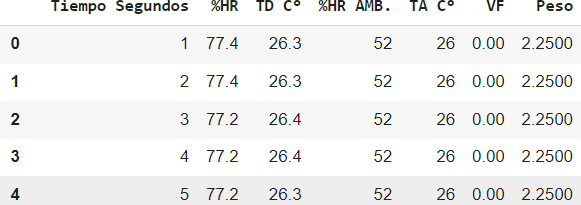 Tiempo Segundos %HR TD C° %HR AMB. TA C° VF Peso
0 1 77.4 26.3 52 26 0.00 2.2500
1 2 77.4 26.3 52 26 0.00 2.2500
2 3 77.2 26.4 52 26 0.00 2.2500
3 4 77.2 26.4 52 26 0.00 2.2500
4 5 77.2 26.3 52 26 0.00 2.2500